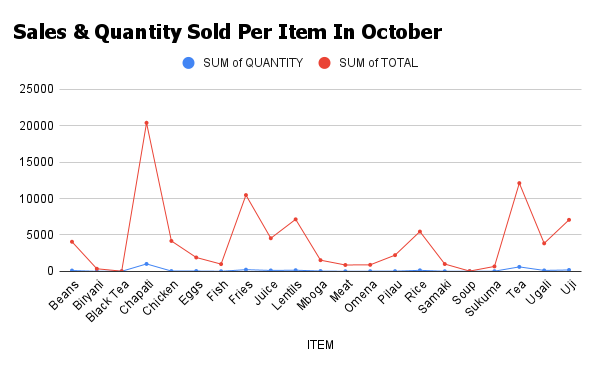 Sales & Quantity Sold Per Item In October
SUM of QUANTITY SUM of TOTAL
25000
20000
15000
10000
5000
0
Beans Biryani Black Tea Chapati Chicken Eggs Fish Fries Juice Lentils Mboga Meat Omena Pilau Rice Samaki Soup Sukuma Tea Ugali Uji
ITEM